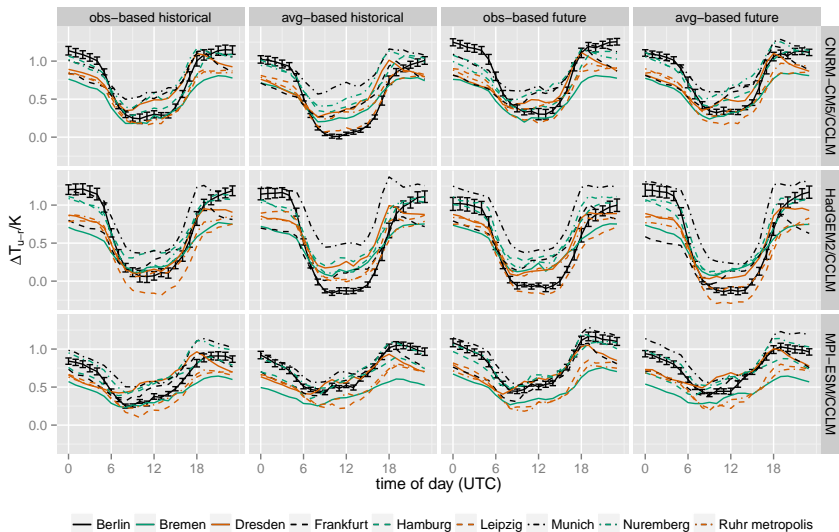 obs−based historical avg−based historical obs−based future avg−based future
CNRM−CM5/CCLM
1.0
0.5
0.0
HadGEM2/CCLM
1.0
0.5
0.0
MPI−ESM/CCLM
1.0
0.5
0.0
ΔTu−r/K
0 6 12 18 0 6 12 18 0 6 12 18 0 6 12 18
time of day (UTC)
Berlin Bremen Dresden Frankfurt Hamburg Leipzig Munich Nuremberg Ruhr metropolis